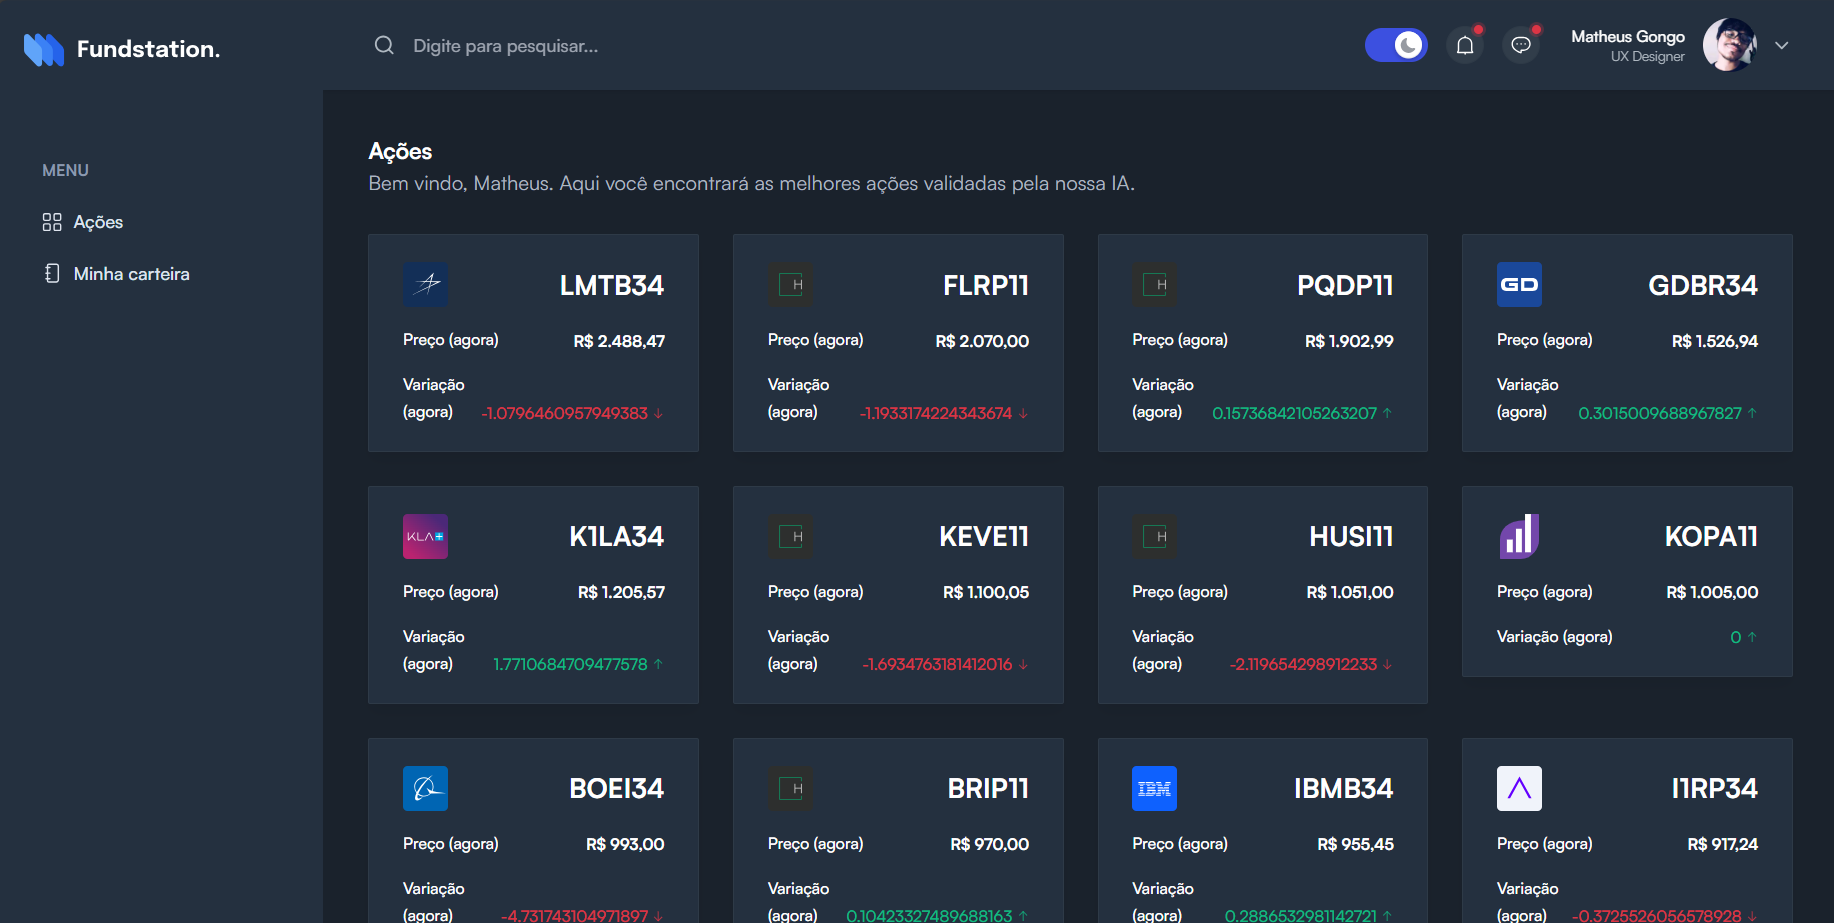 Fundstation.
Digite para pesquisar...
Matheus Gongo
UX Designer
MENU
Ações
Minha carteira
Ações
Bem vindo, Matheus. Aqui você encontrará as melhores ações validadas pela nossa IA.
LMTB34
Preço (agora) R$ 2.488,47
Variação
(agora) -1.0796460957949383 ↓
H
FLRP11
Preço (agora) R$ 2.070,00
Variação
(agora) -1.1933174224343674 ↓
H
PQDP11
Preço (agora) R$ 1.902,99
Variação
(agora) 0.15736842105263207 ↑
GD
GDBR34
Preço (agora) R$ 1.526,94
Variação
(agora) 0.3015009688967827 ↑
KLA+
K1LA34
Preço (agora) R$ 1.205,57
Variação
(agora) 1.7710684709477578 ↑
H
KEVE11
Preço (agora) R$ 1.100,05
Variação
(agora) -1.6934763181412016 ↓
H
HUSI11
Preço (agora) R$ 1.051,00
Variação
(agora) -2.119654298912233 ↓
KOPA11
Preço (agora) R$ 1.005,00
Variação (agora) 0 ↑
BOEI34
Preço (agora) R$ 993,00
Variação
(agora) -4.731743104971897 ↓
H
BRIP11
Preço (agora) R$ 970,00
Variação
(agora) 0.10423327489688163 ↑
IBM
IBMB34
Preço (agora) R$ 955,45
Variação
(agora) 0.2886532981142721 ↑
I1RP34
Preço (agora) R$ 917,24
Variação
(agora) -0.3725526056578928 ↓